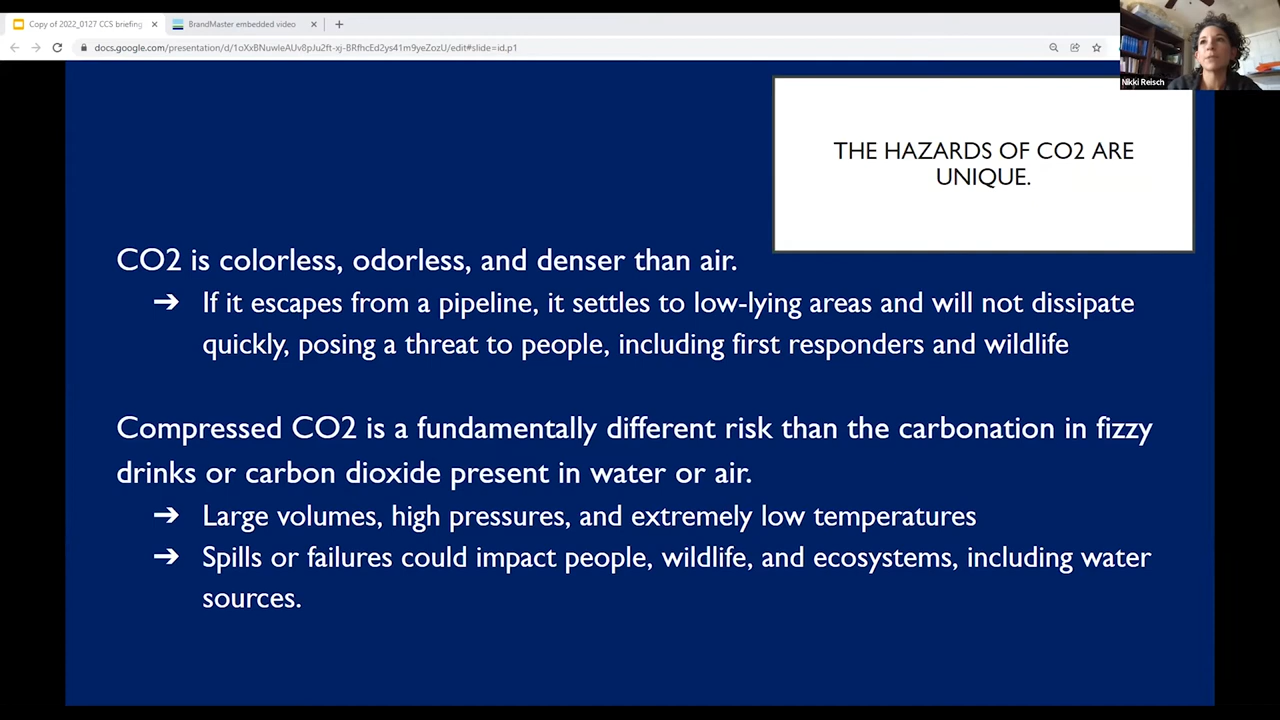 Copy of 2022_0127 CCS briefing
BrandMaster embedded video
docs.google.com/presentation/d/1oXxBNuwIeAUv8pJu2ft-xj-BRfhcEd2ys41m9yeZozU/edit#slide=id.p1
Nikki Reisch
THE HAZARDS OF CO2 ARE
UNIQUE.
CO2 is colorless, odorless, and denser than air.
➔ If it escapes from a pipeline, it settles to low-lying areas and will not dissipate
quickly, posing a threat to people, including first responders and wildlife
Compressed CO2 is a fundamentally different risk than the carbonation in fizzy
drinks or carbon dioxide present in water or air.
➔ Large volumes, high pressures, and extremely low temperatures
➔ Spills or failures could impact people, wildlife, and ecosystems, including water
sources.